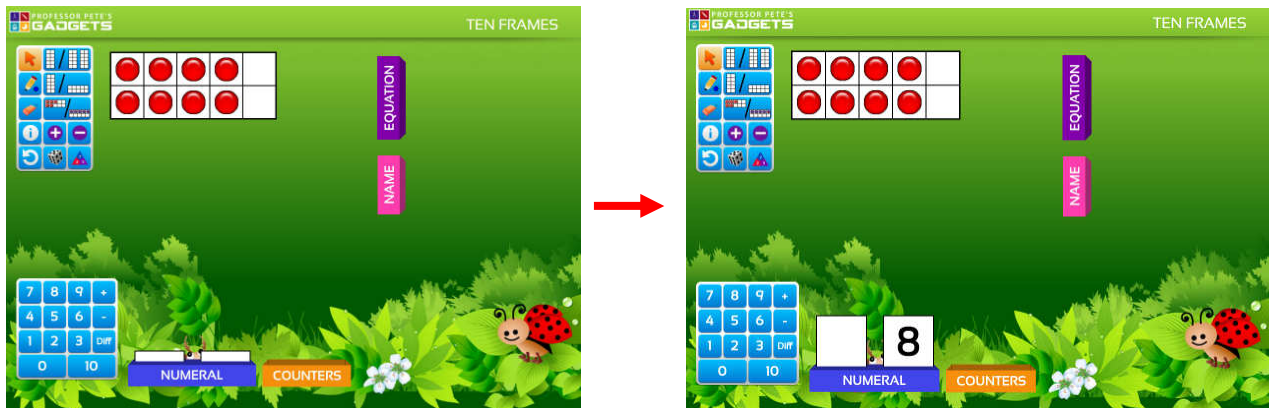 PROFESSOR PETE'S
GADGETS
TEN FRAMES
EQUATION
NAME
7 8 9 +
4 5 6 -
1 2 3 Diff
0 10
NUMERAL
COUNTERS
PROFESSOR PETE'S
GADGETS
TEN FRAMES
EQUATION
NAME
7 8 9 +
4 5 6 -
1 2 3 Diff
0 10
8
NUMERAL
COUNTERS